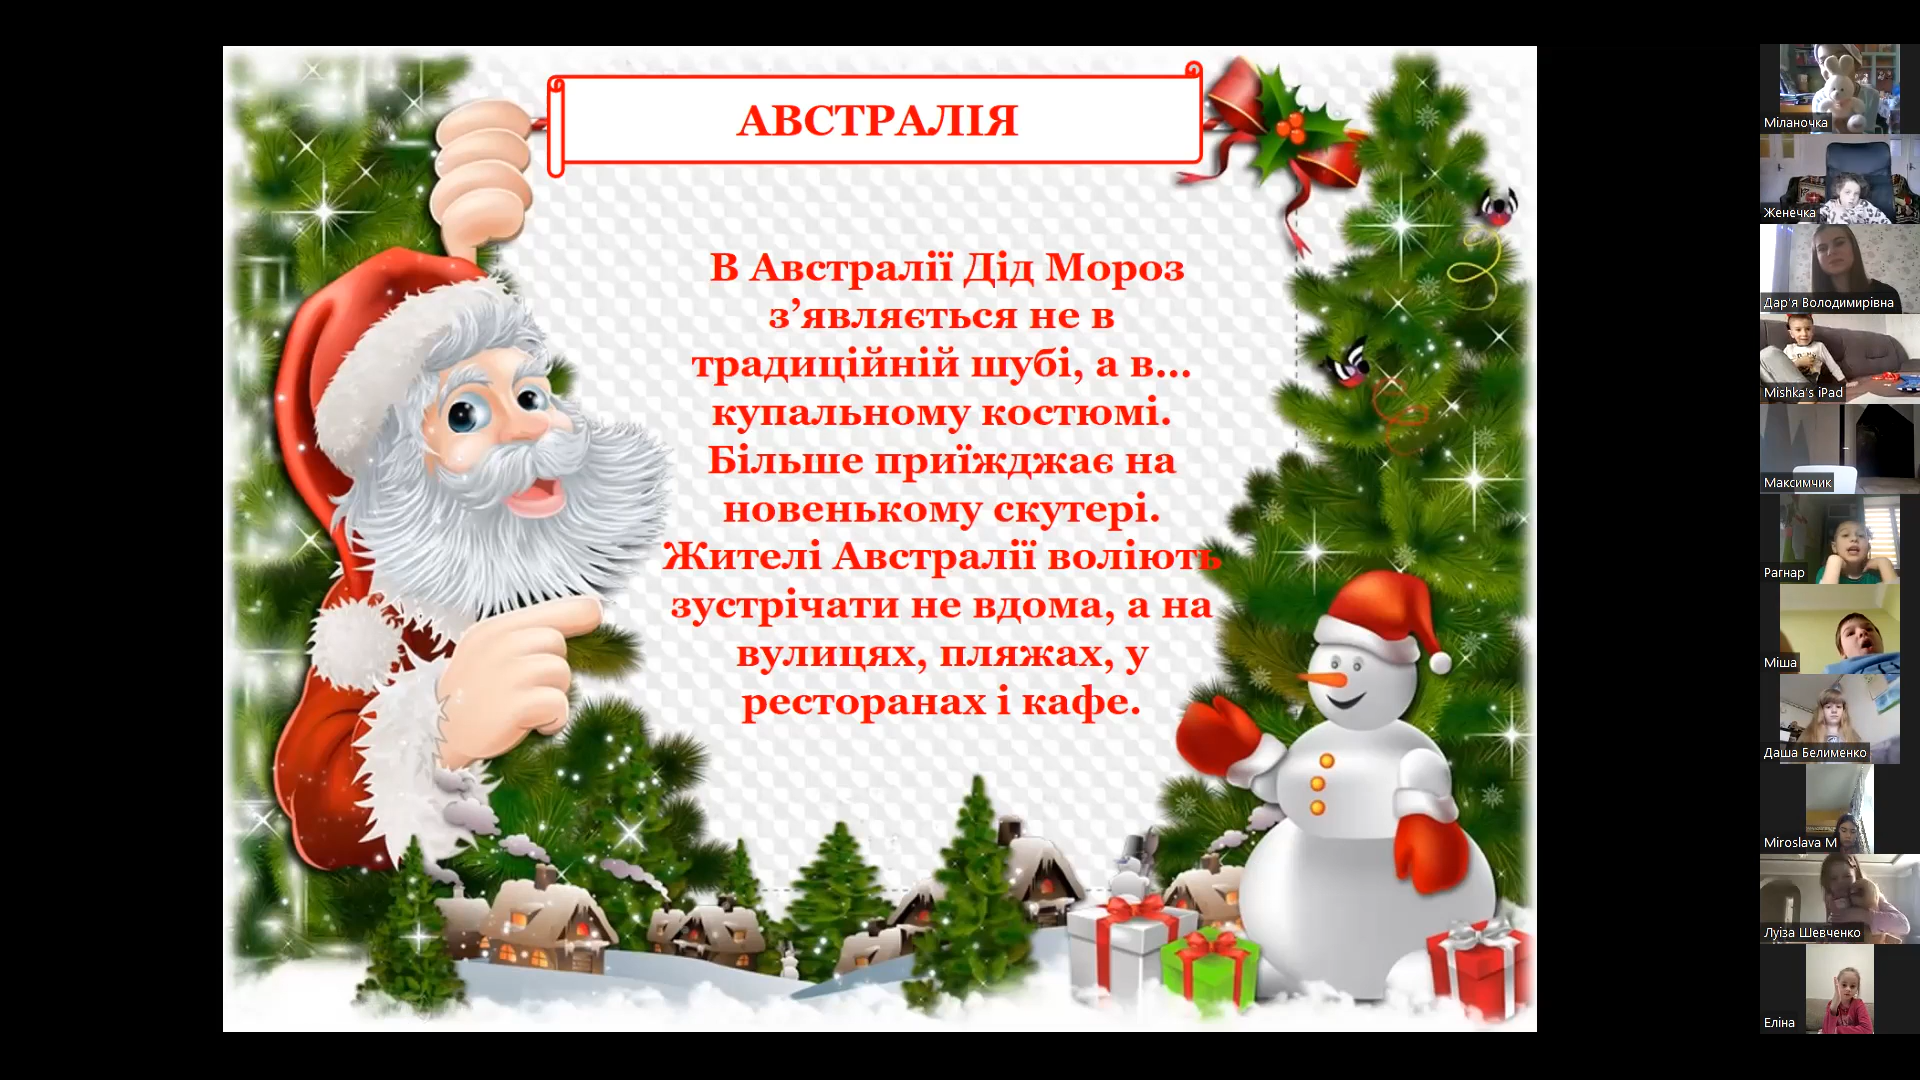 АВСТРАЛІЯ
В Австралії Дід Мороз
з’являється не в
традиційній шубі, а в…
купальному костюмі.
Більше приїжджає на
новенькому скутері.
Жителі Австралії воліють
зустрічати не вдома, а на
вулицях, пляжах, у
ресторанах і кафе.
Міланочка
Женечка
Дар'я Володимирівна
Mishka's iPad
Максимчик
Рагнар
Міша
Даша Белименко
Miroslava M
Луіза Шевченко
Еліна